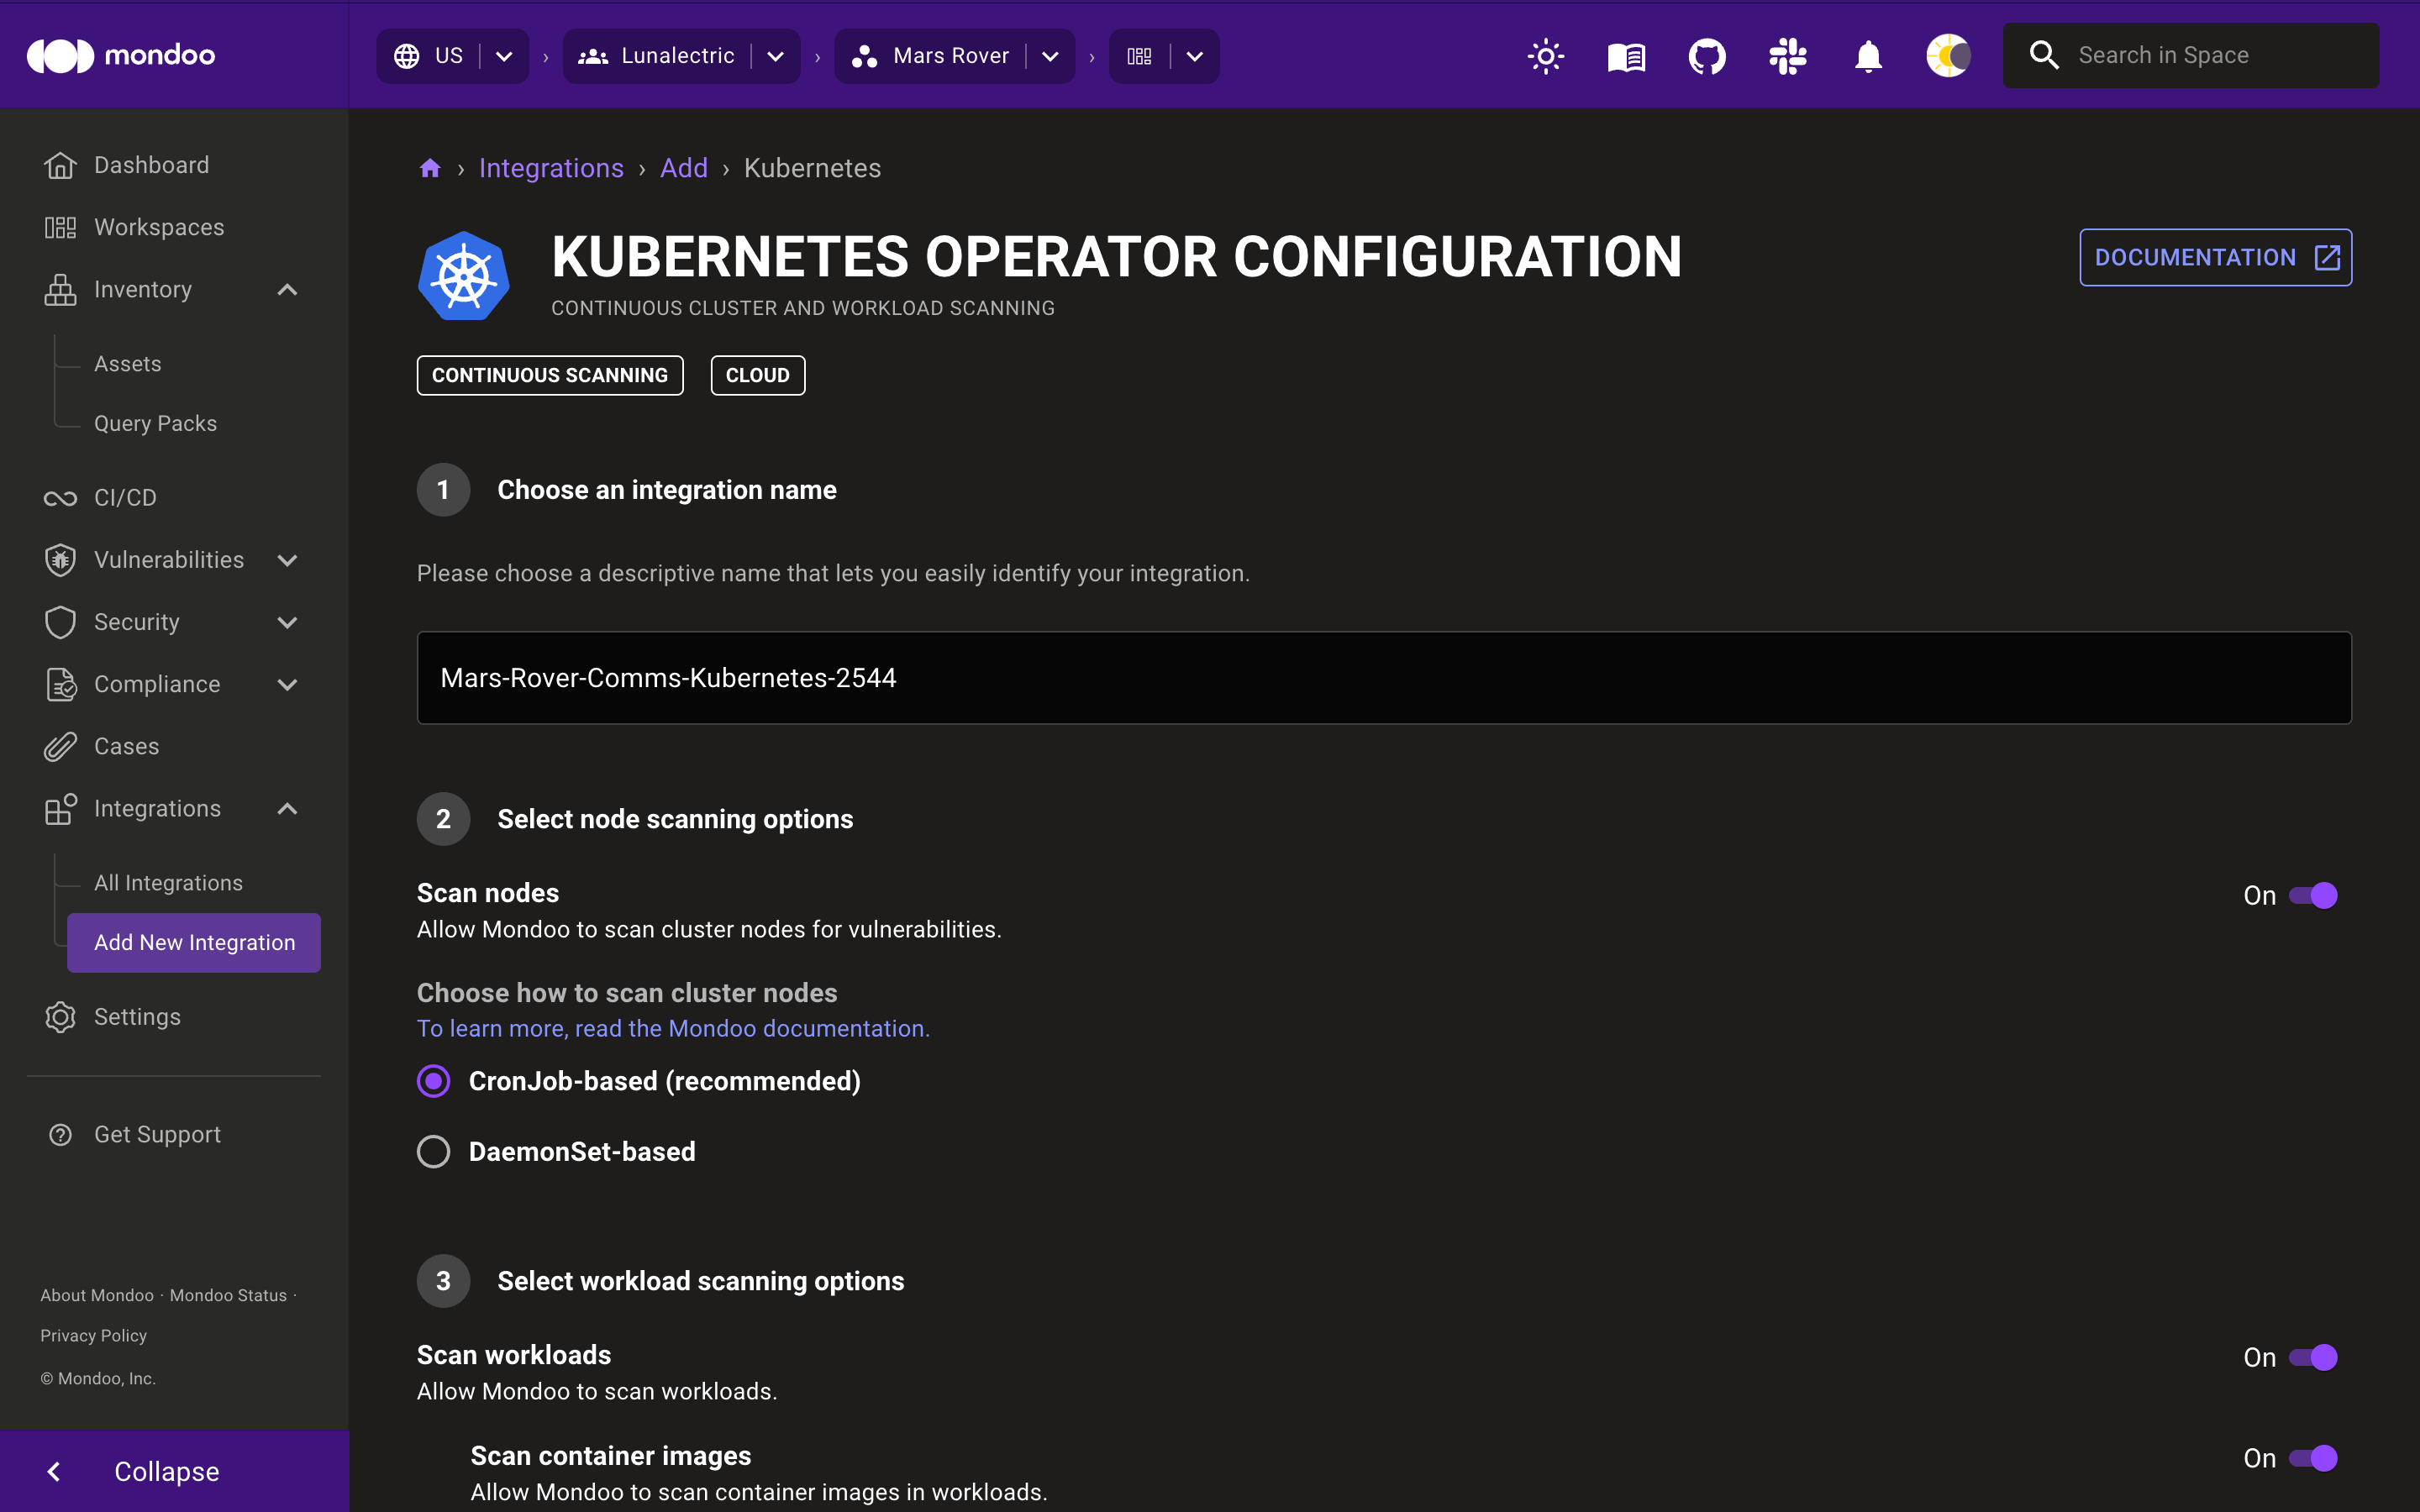 mondoo
US
Lunalectric
Mars Rover
Search in Space
Dashboard
Workspaces
Inventory
Assets
Query Packs
CI/CD
Vulnerabilities
Security
Compliance
Cases
Integrations
All Integrations
Add New Integration
Settings
Get Support
About Mondoo · Mondoo Status ·
Privacy Policy
© Mondoo, Inc.
Collapse
› Integrations › Add › Kubernetes
KUBERNETES OPERATOR CONFIGURATION
CONTINUOUS CLUSTER AND WORKLOAD SCANNING
DOCUMENTATION
CONTINUOUS SCANNING
CLOUD
1 Choose an integration name
Please choose a descriptive name that lets you easily identify your integration.
Mars-Rover-Comms-Kubernetes-2544
2 Select node scanning options
Scan nodes
On
Allow Mondoo to scan cluster nodes for vulnerabilities.
Choose how to scan cluster nodes
To learn more, read the Mondoo documentation.
CronJob-based (recommended)
DaemonSet-based
3 Select workload scanning options
Scan workloads
On
Allow Mondoo to scan workloads.
Scan container images
On
Allow Mondoo to scan container images in workloads.